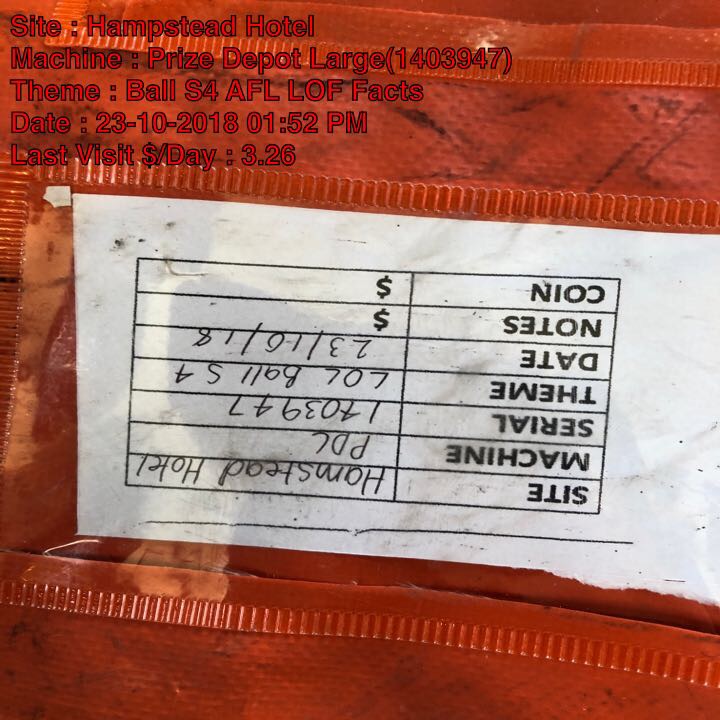 Site : Hampstead Hotel
Machine : Prize Depot Large(1403947)
Theme : Ball S4 AFL LOF Facts
Date : 23-10-2018 01:52 PM
Last Visit $/Day : 3.26
SITE Hamstead Hotel
MACHINE PDL
SERIAL 1403947
THEME LOL Ball S4
DATE 23/10/18
NOTES $
COIN $